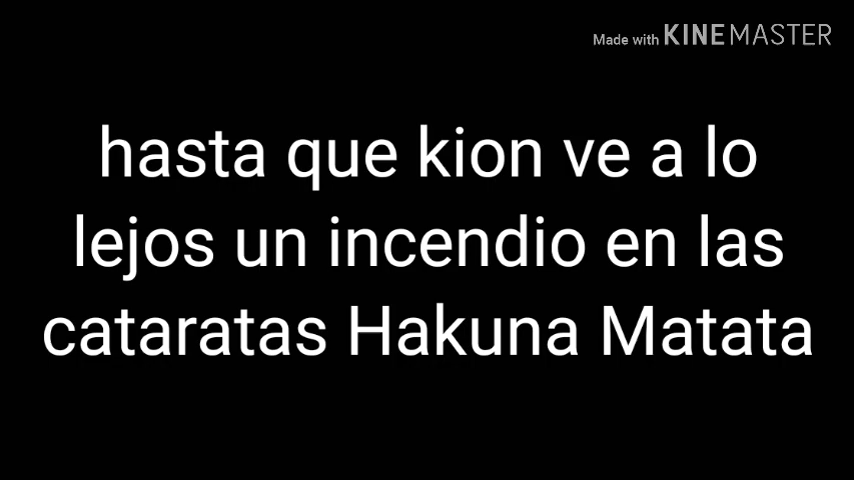 Made with KINEMASTER
hasta que kion ve a lo
lejos un incendio en las
cataratas Hakuna Matata